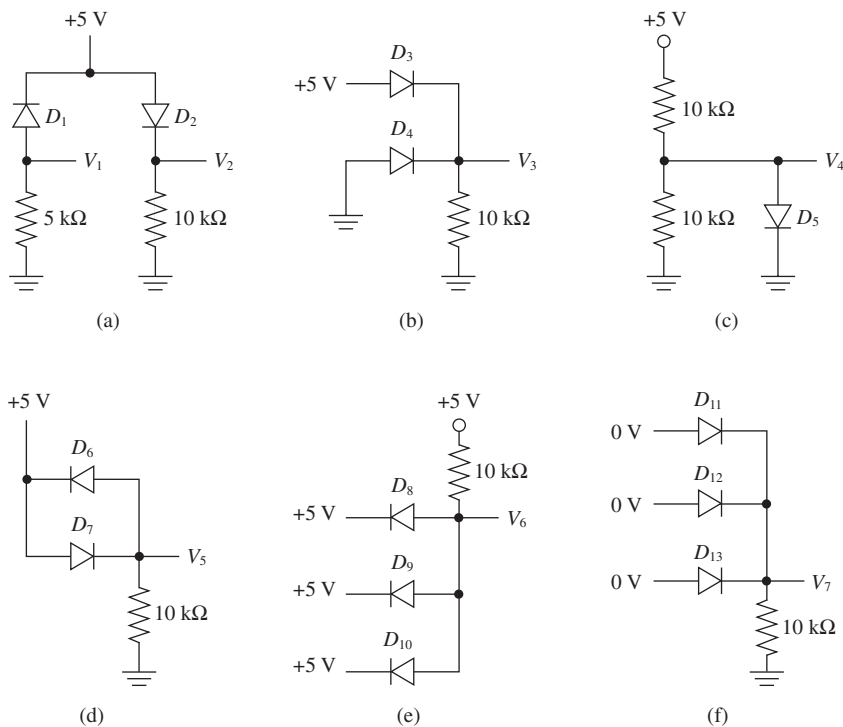 +5 V
D₁
D₂
V₁
V₂
5 kΩ
10 kΩ
(a)
D₃
+5 V
D₄
V₃
10 kΩ
(b)
+5 V
10 kΩ
V₄
10 kΩ
D₅
(c)
+5 V
D₆
D₇
V₅
10 kΩ
(d)
+5 V
10 kΩ
D₈
+5 V
V₆
D₉
+5 V
D₁₀
+5 V
(e)
D₁₁
0 V
D₁₂
0 V
D₁₃
0 V
V₇
10 kΩ
(f)